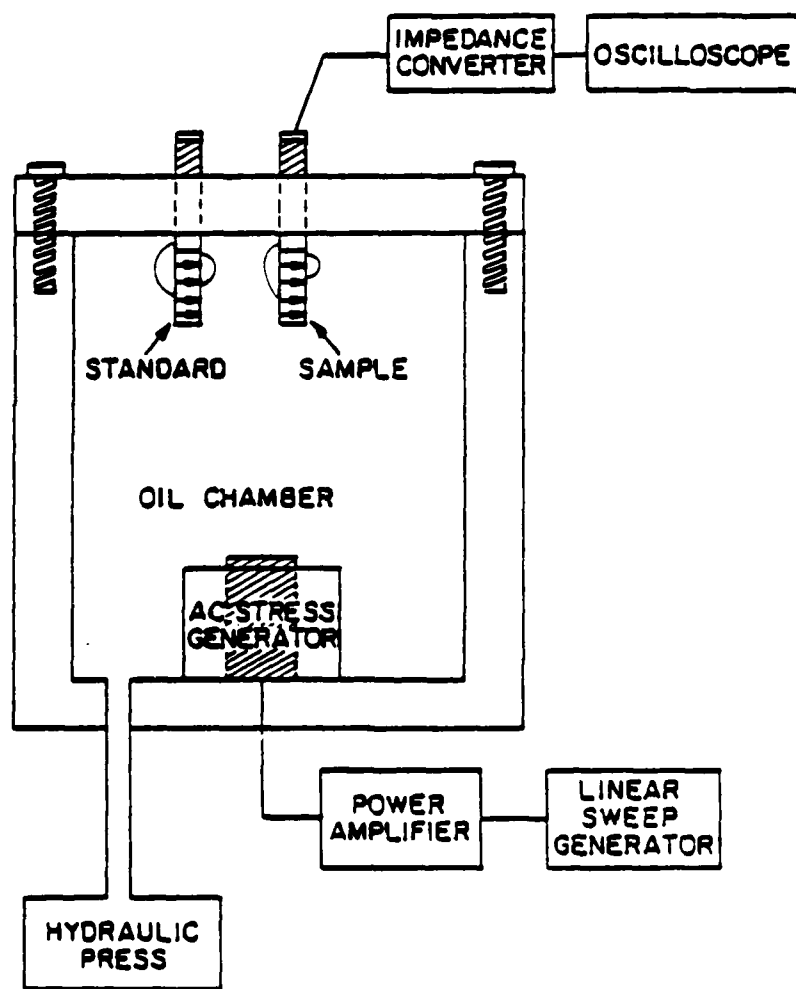 IMPEDANCE
CONVERTER
OSCILLOSCOPE
STANDARD
SAMPLE
OIL CHAMBER
AC STRESS
GENERATOR
POWER
AMPLIFIER
LINEAR
SWEEP
GENERATOR
HYDRAULIC
PRESS